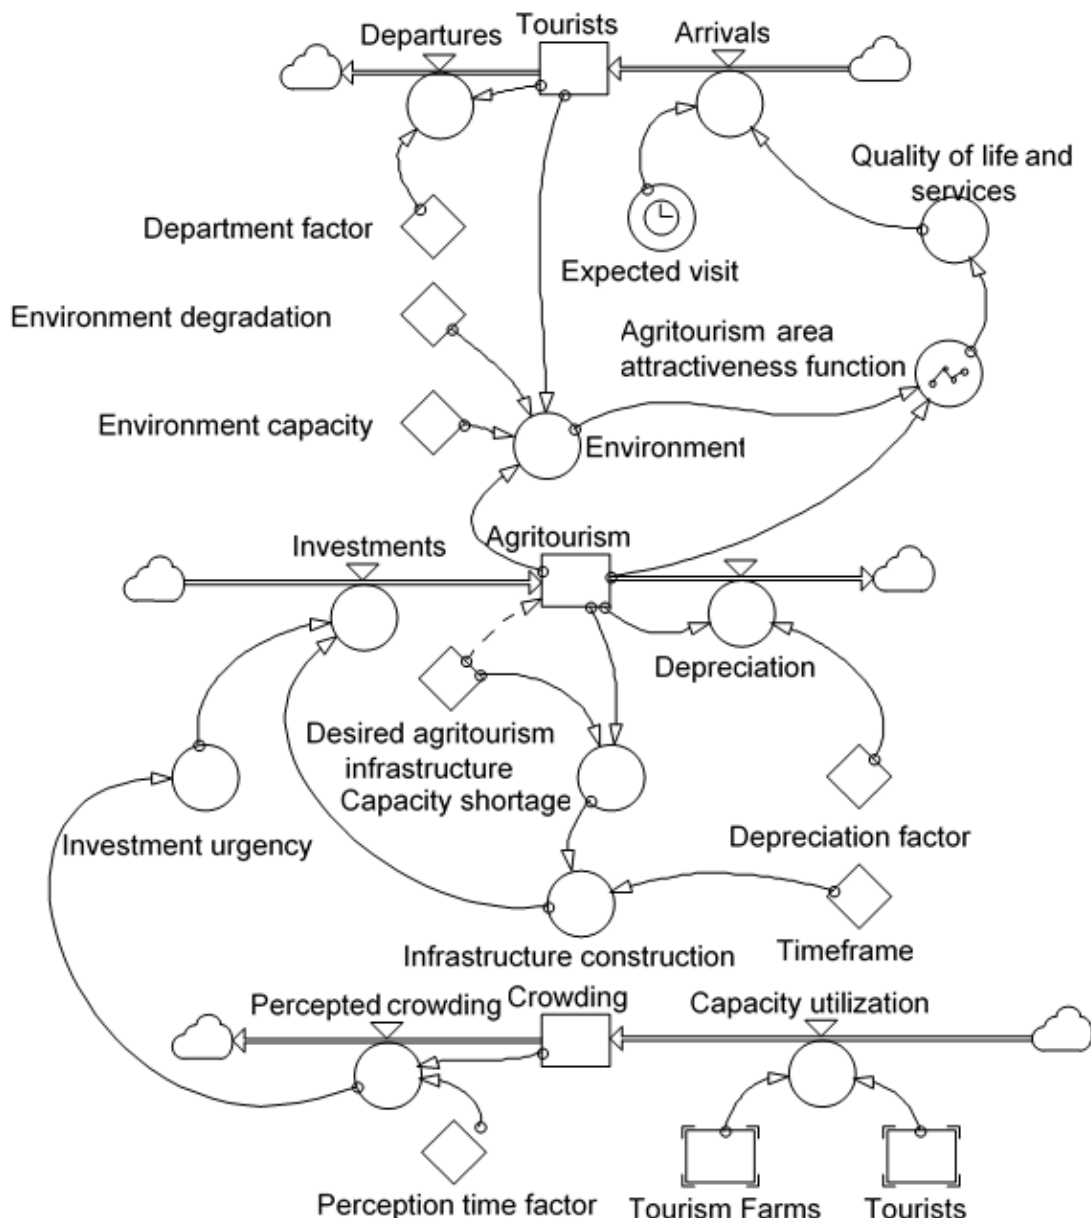 Tourists
Departures
Arrivals
Quality of life and
services
Department factor
Expected visit
Environment degradation
Agritourism area
attractiveness function
Environment capacity
Environment
Agritourism
Investments
Depreciation
Desired agritourism
infrastructure
Capacity shortage
Investment urgency
Depreciation factor
Infrastructure construction
Timeframe
Percepted crowding
Crowding
Capacity utilization
Perception time factor
Tourism Farms
Tourists